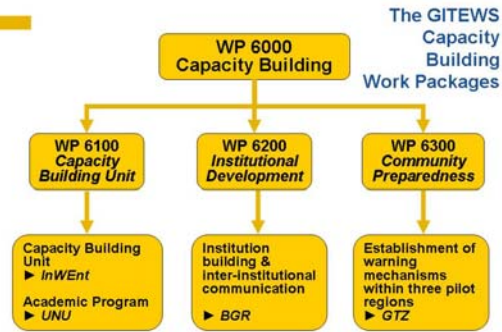 The GITEWS
Capacity
Building
Work Packages
WP 6000
Capacity Building
WP 6100
Capacity
Building Unit
WP 6200
Institutional
Development
WP 6300
Community
Preparedness
Capacity Building
Unit
► InWEnt
Academic Program
► UNU
Institution
building &
inter-institutional
communication
► BGR
Establishment of
warning
mechanisms
within three pilot
regions
► GTZ